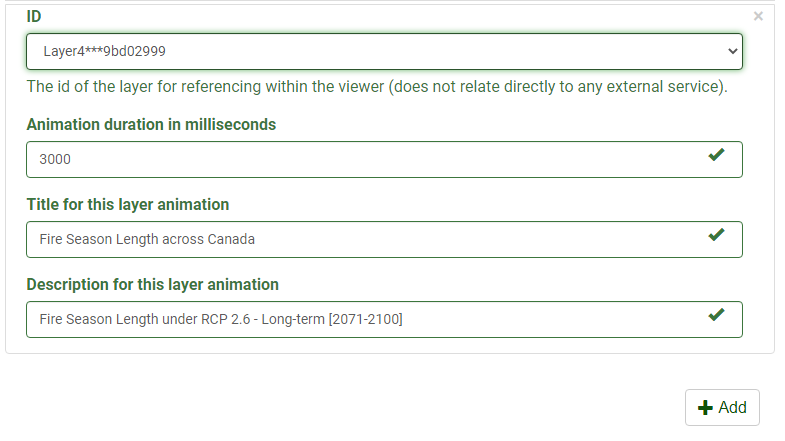 ID
×
Layer4***9bd02999
The id of the layer for referencing within the viewer (does not relate directly to any external service).
Animation duration in milliseconds
3000
Title for this layer animation
Fire Season Length across Canada
Description for this layer animation
Fire Season Length under RCP 2.6 - Long-term [2071-2100]
Add